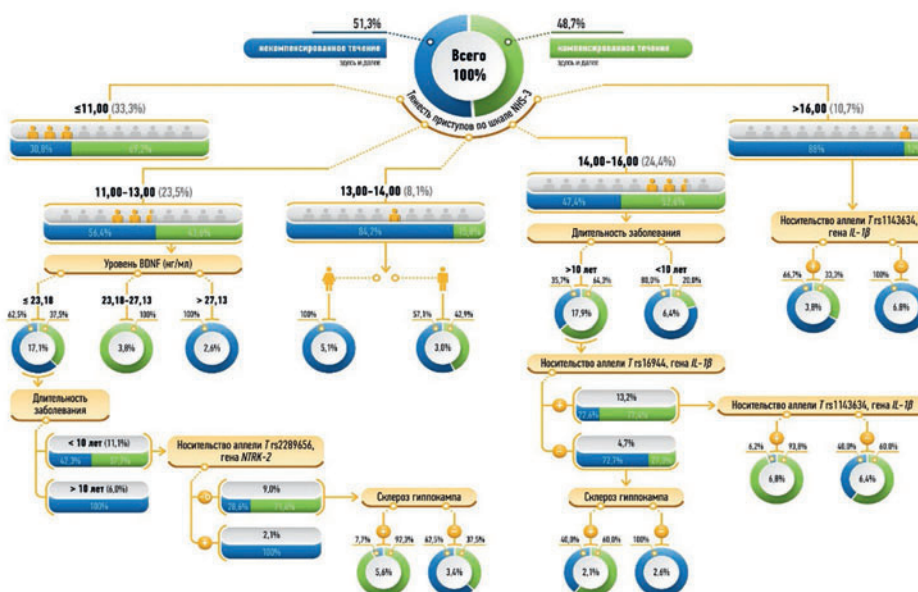 51,3%
48,7%
некомпенсированное течение
здесь и далее
компенсированное течение
здесь и далее
Всего
100%
Тяжесть приступов по шкале NHS-3
≤11,00 (33,3%)
30,8% 69,2%
>16,00 (10,7%)
88%
11,00–13,00 (23,5%)
56,4% 43,6%
13,00–14,00 (8,1%)
84,2% 15,8%
14,00–16,00 (24,4%)
47,4% 52,6%
Уровень BDNF (нг/мл)
≤ 23,18
62,5% 37,5%
17,1%
23,18–27,13
100%
3,8%
> 27,13
100%
2,6%
100%
5,1%
57,1% 42,9%
3,0%
Длительность заболевания
>10 лет
35,7% 64,3%
17,9%
<10 лет
80,0% 20,0%
6,4%
Носительство аллели T rs1143634,
гена IL-1β
66,7% 33,3%
3,8%
100%
6,8%
Длительность
заболевания
< 10 лет (11,1%)
42,3% 57,7%
> 10 лет (6,0%)
100%
Носительство аллели T rs2289656,
гена NTRK-2
9,0%
28,6% 71,4%
2,1%
100%
Склероз гиппокампа
7,7% 92,3%
5,6%
62,5% 37,5%
3,4%
Носительство аллели T rs16944, гена IL-1β
13,2%
22,6% 77,4%
4,7%
72,7% 27,3%
Склероз гиппокампа
40,0% 60,0%
2,1%
100%
2,6%
Носительство аллели T rs1143634, гена IL-1β
6,2% 93,8%
6,8%
40,0% 60,0%
6,4%